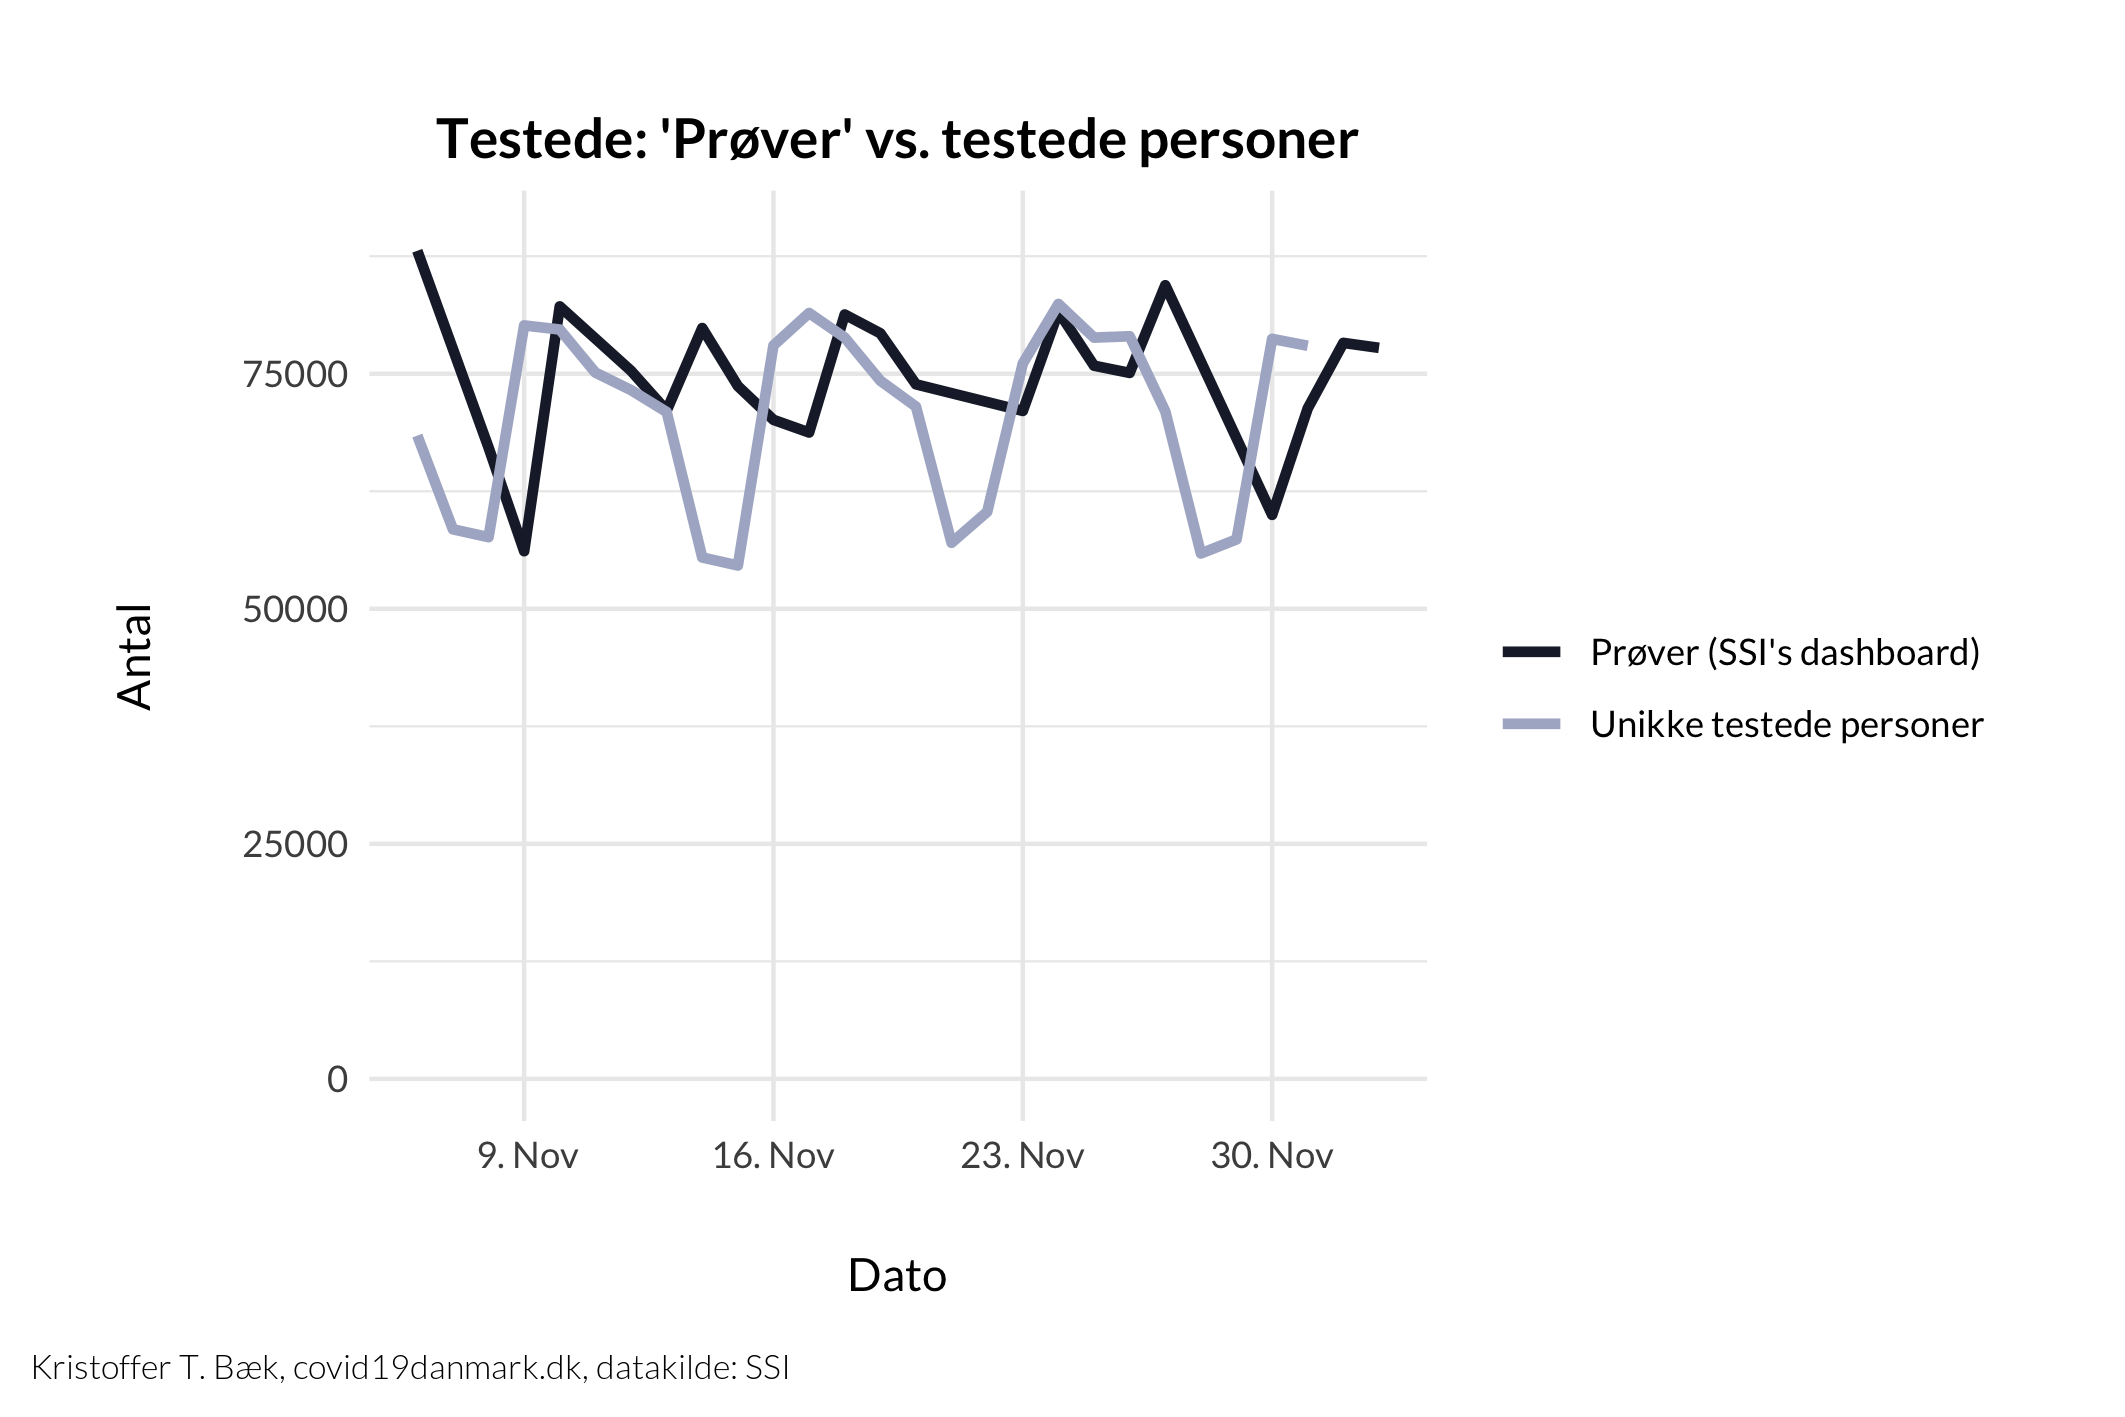 Testede: 'Prøver' vs. testede personer
Antal
75000
50000
25000
0
9. Nov
16. Nov
23. Nov
30. Nov
Dato
Prøver (SSI's dashboard)
Unikke testede personer
Kristoffer T. Bæk, covid19danmark.dk, datakilde: SSI